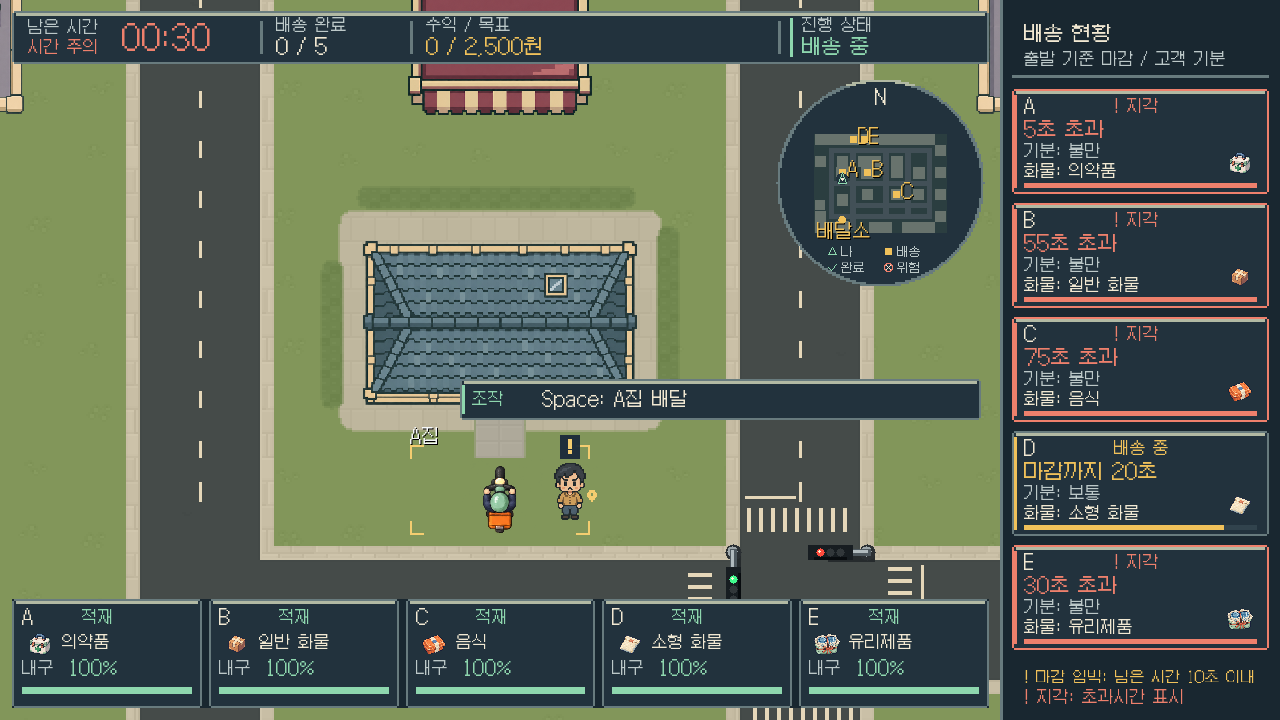 남은 시간
시간 주의
00:30
배송 완료
0 / 5
수익 / 목표
0 / 2,500원
진행 상태
배송 중
N
DE
A B
C
배달소
△ 나
■ 배송
✓ 완료
⊗ 위험
조작 Space: A집 배달
A집
!
배송 현황
출발 기준 마감 / 고객 기분
A ! 지각
5초 초과
기분: 불만
화물: 의약품
B ! 지각
55초 초과
기분: 불만
화물: 일반 화물
C ! 지각
75초 초과
기분: 불만
화물: 음식
D 배송 중
마감까지 20초
기분: 보통
화물: 소형 화물
E ! 지각
30초 초과
기분: 불만
화물: 유리제품
! 마감 임박: 남은 시간 10초 이내
! 지각: 초과시간 표시
A 적재
의약품
내구 100%
B 적재
일반 화물
내구 100%
C 적재
음식
내구 100%
D 적재
소형 화물
내구 100%
E 적재
유리제품
내구 100%